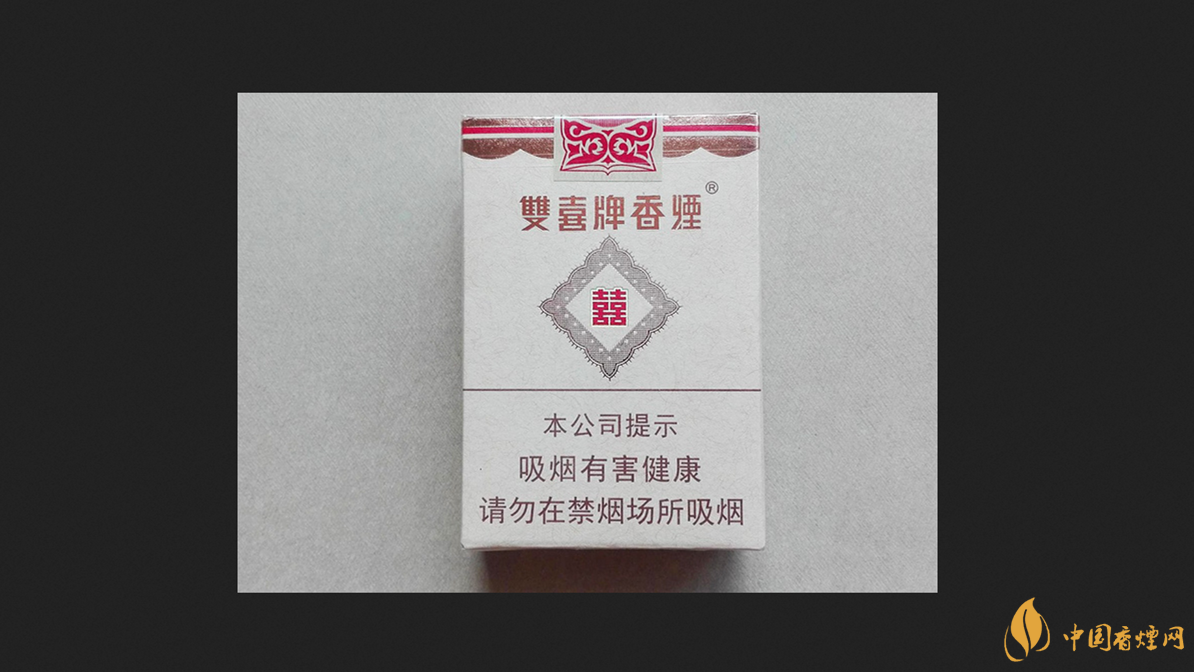 雙喜牌香煙®
囍
本公司提示
吸烟有害健康
请勿在禁烟场所吸烟
中国香煙网